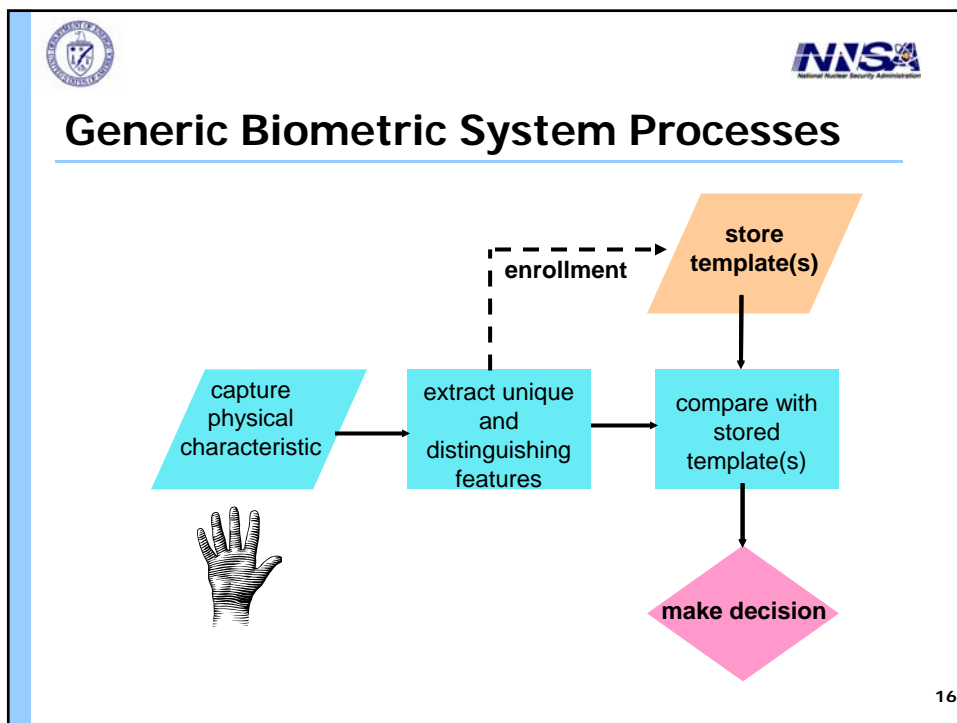 NNSA
National Nuclear Security Administration
Generic Biometric System Processes
store
template(s)
enrollment
capture
physical
characteristic
extract unique
and
distinguishing
features
compare with
stored
template(s)
make decision
16